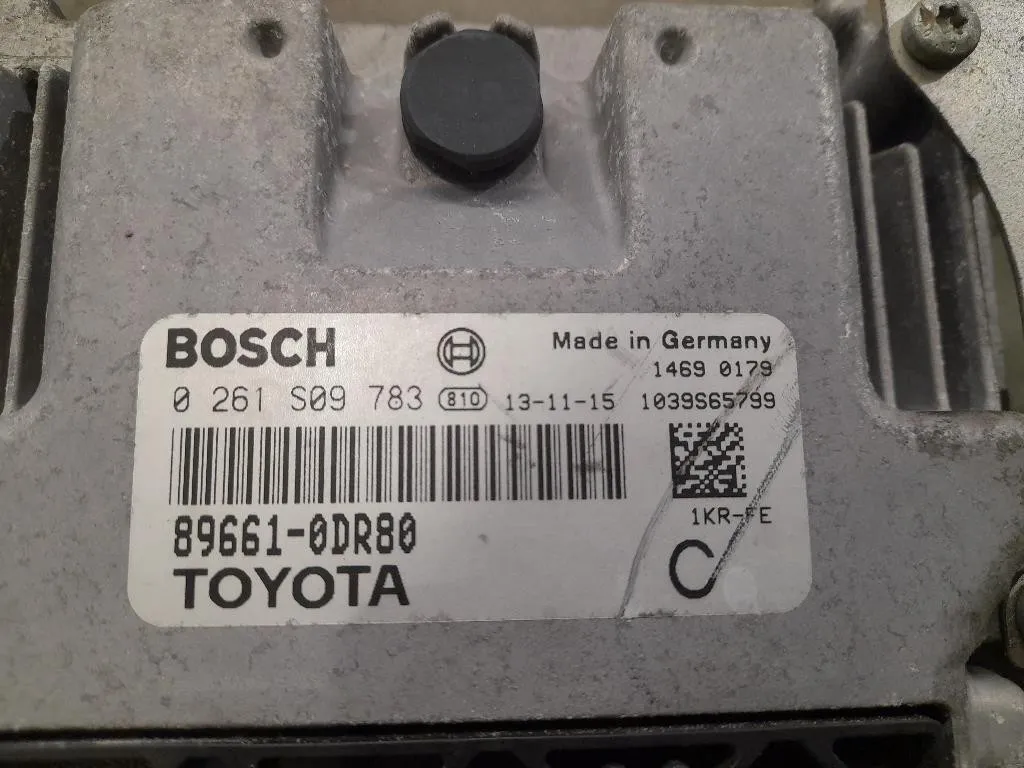 BOSCH
Made in Germany
1469 0179
0 261 S09 783 810 13-11-15 1039S65799
89661-0DR80
1KR-FE
TOYOTA C